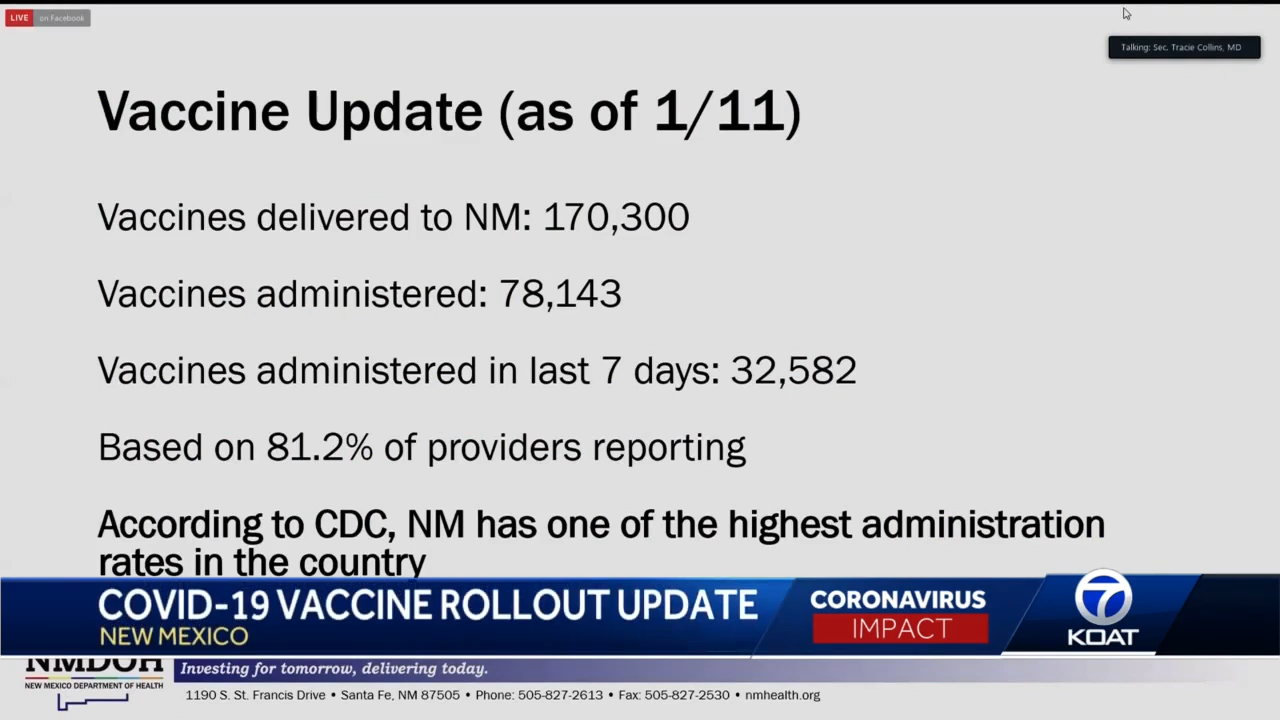 LIVE on Facebook
Talking: Sec. Tracie Collins, MD
Vaccine Update (as of 1/11)
Vaccines delivered to NM: 170,300
Vaccines administered: 78,143
Vaccines administered in last 7 days: 32,582
Based on 81.2% of providers reporting
According to CDC, NM has one of the highest administration
rates in the country
COVID-19 VACCINE ROLLOUT UPDATE
NEW MEXICO
CORONAVIRUS
IMPACT
7
KOAT
NMDOH
NEW MEXICO DEPARTMENT OF HEALTH
Investing for tomorrow, delivering today.
1190 S. St. Francis Drive • Santa Fe, NM 87505 • Phone: 505-827-2613 • Fax: 505-827-2530 • nmhealth.org